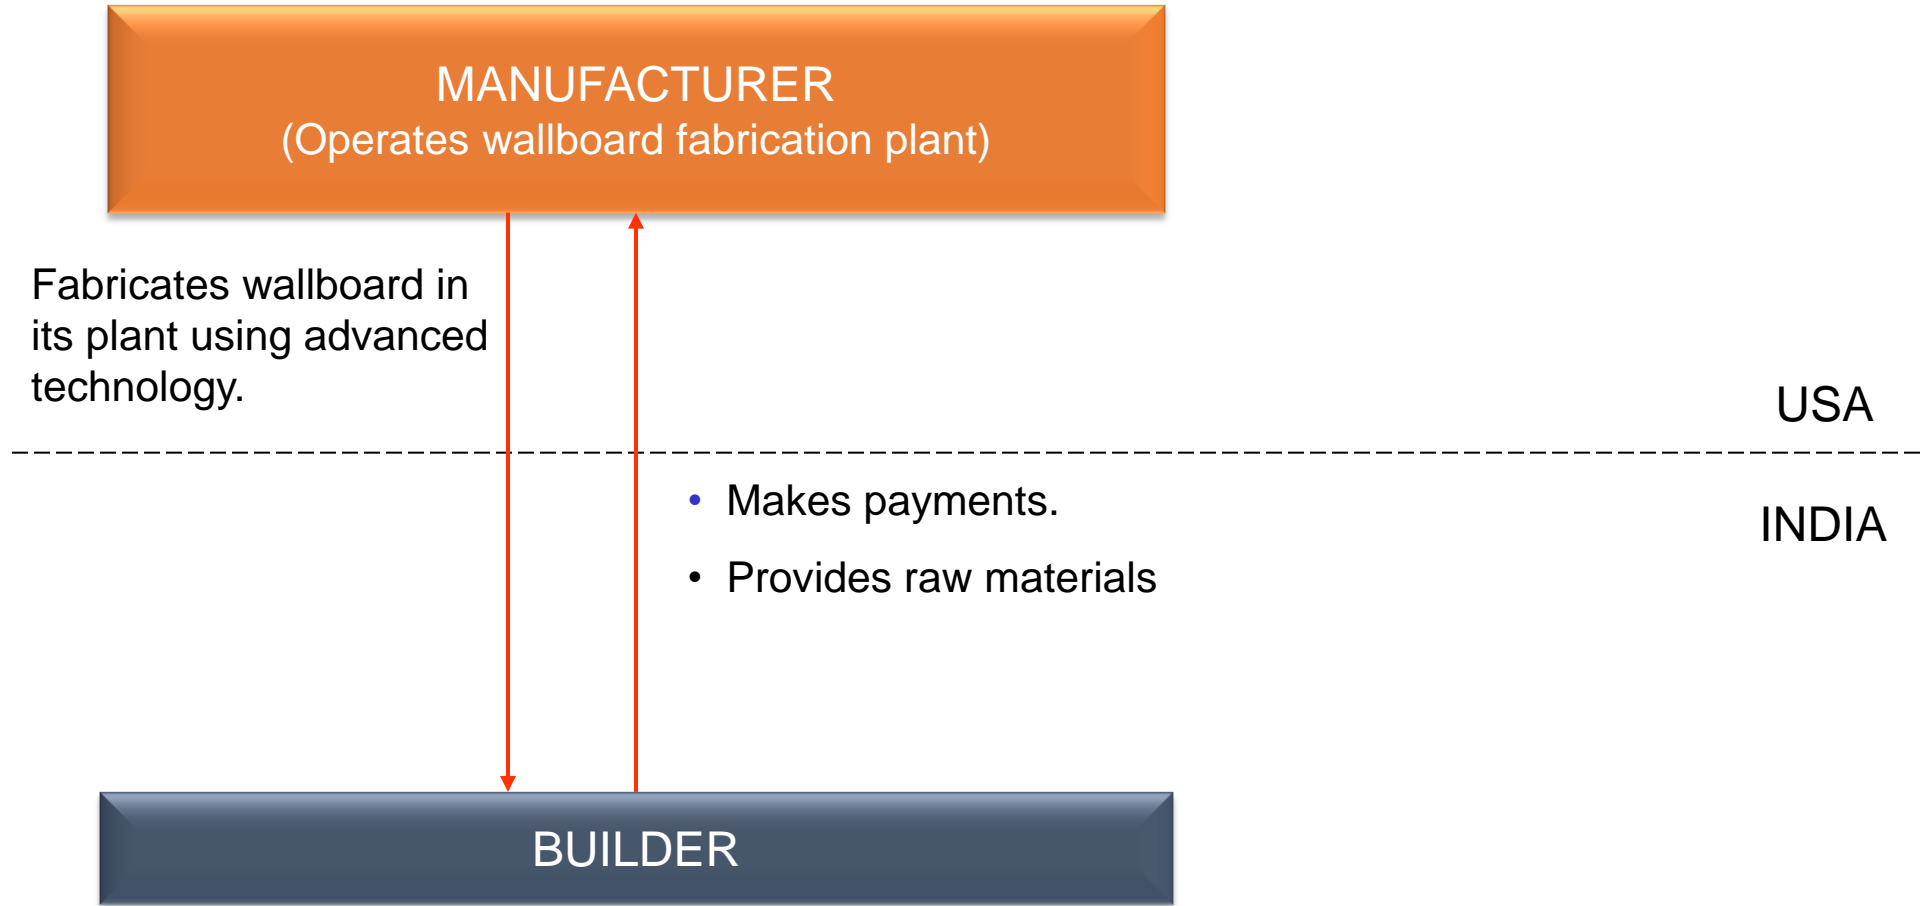 MANUFACTURER
(Operates wallboard fabrication plant)
Fabricates wallboard in
its plant using advanced
technology.
USA
• Makes payments.
INDIA
• Provides raw materials
BUILDER